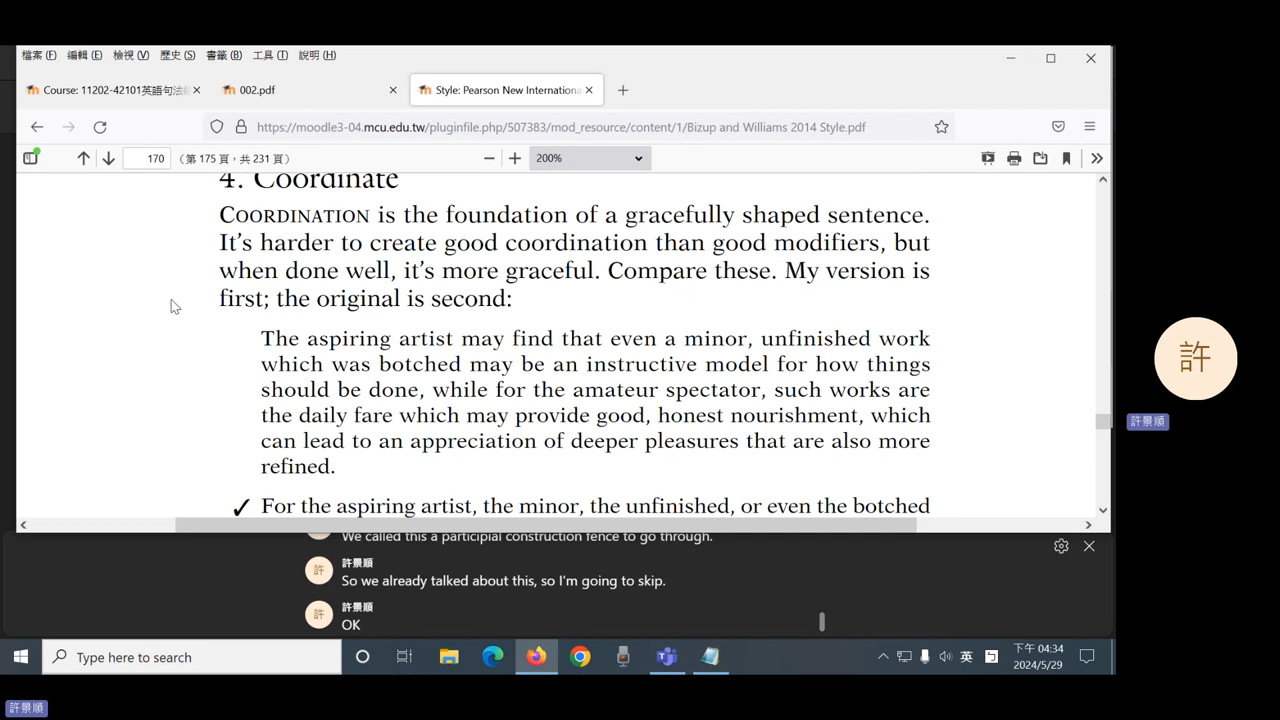 檔案(F) 編輯(E) 檢視(V) 歷史(S) 書籤(B) 工具(T) 說明(H)
Course: 11202-42101英語句法 002.pdf Style: Pearson New Internationa
https://moodle3-04.mcu.edu.tw/pluginfile.php/507383/mod_resource/content/1/Bizup and Williams 2014 Style.pdf
170 (第 175 頁,共 231 頁) 200%
4. Coordinate
COORDINATION is the foundation of a gracefully shaped sentence.
It's harder to create good coordination than good modifiers, but
when done well, it's more graceful. Compare these. My version is
first; the original is second:
The aspiring artist may find that even a minor, unfinished work
which was botched may be an instructive model for how things
should be done, while for the amateur spectator, such works are
the daily fare which may provide good, honest nourishment, which
can lead to an appreciation of deeper pleasures that are also more
refined.
✓ For the aspiring artist, the minor, the unfinished, or even the botched
許
許景順
We called this a participial construction fence to go through.
許 許景順
So we already talked about this, so I'm going to skip.
許 許景順
OK
Type here to search
英
下午 04:34
2024/5/29
許景順